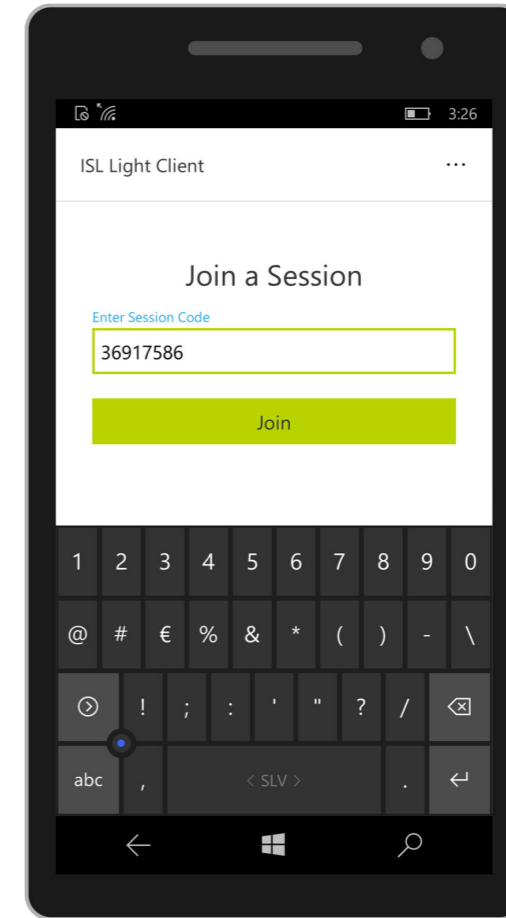 3:26
ISL Light Client
...
Join a Session
Enter Session Code
36917586
Join
1 2 3 4 5 6 7 8 9 0
@ # € % & * ( ) - \
! ; : ' " ? /
abc , < SLV > .